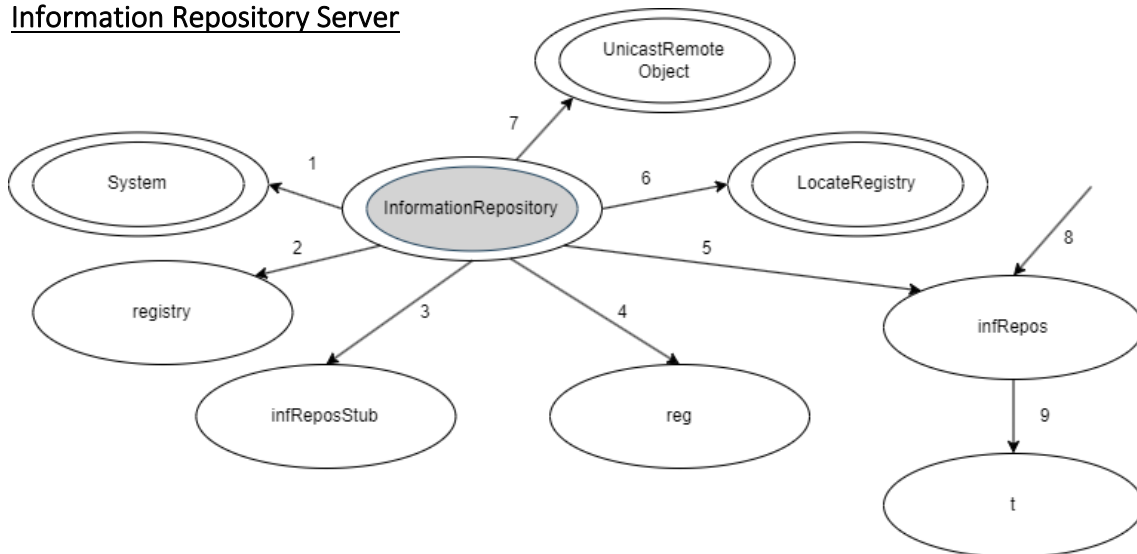 Information Repository Server
UnicastRemote
Object
7
1
System
6
LocateRegistry
InformationRepository
2
5
8
registry
3
4
infRepos
infReposStub
reg
9
t